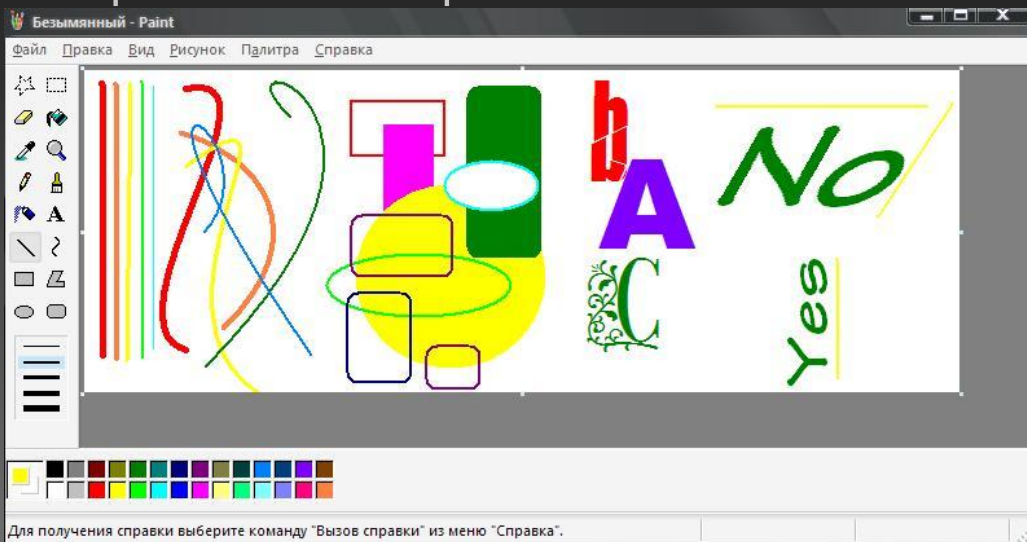 Безымянный - Paint
Файл Правка Вид Рисунок Палитра Справка
b
A
C
No
Yes
A
Для получения справки выберите команду "Вызов справки" из меню "Справка".